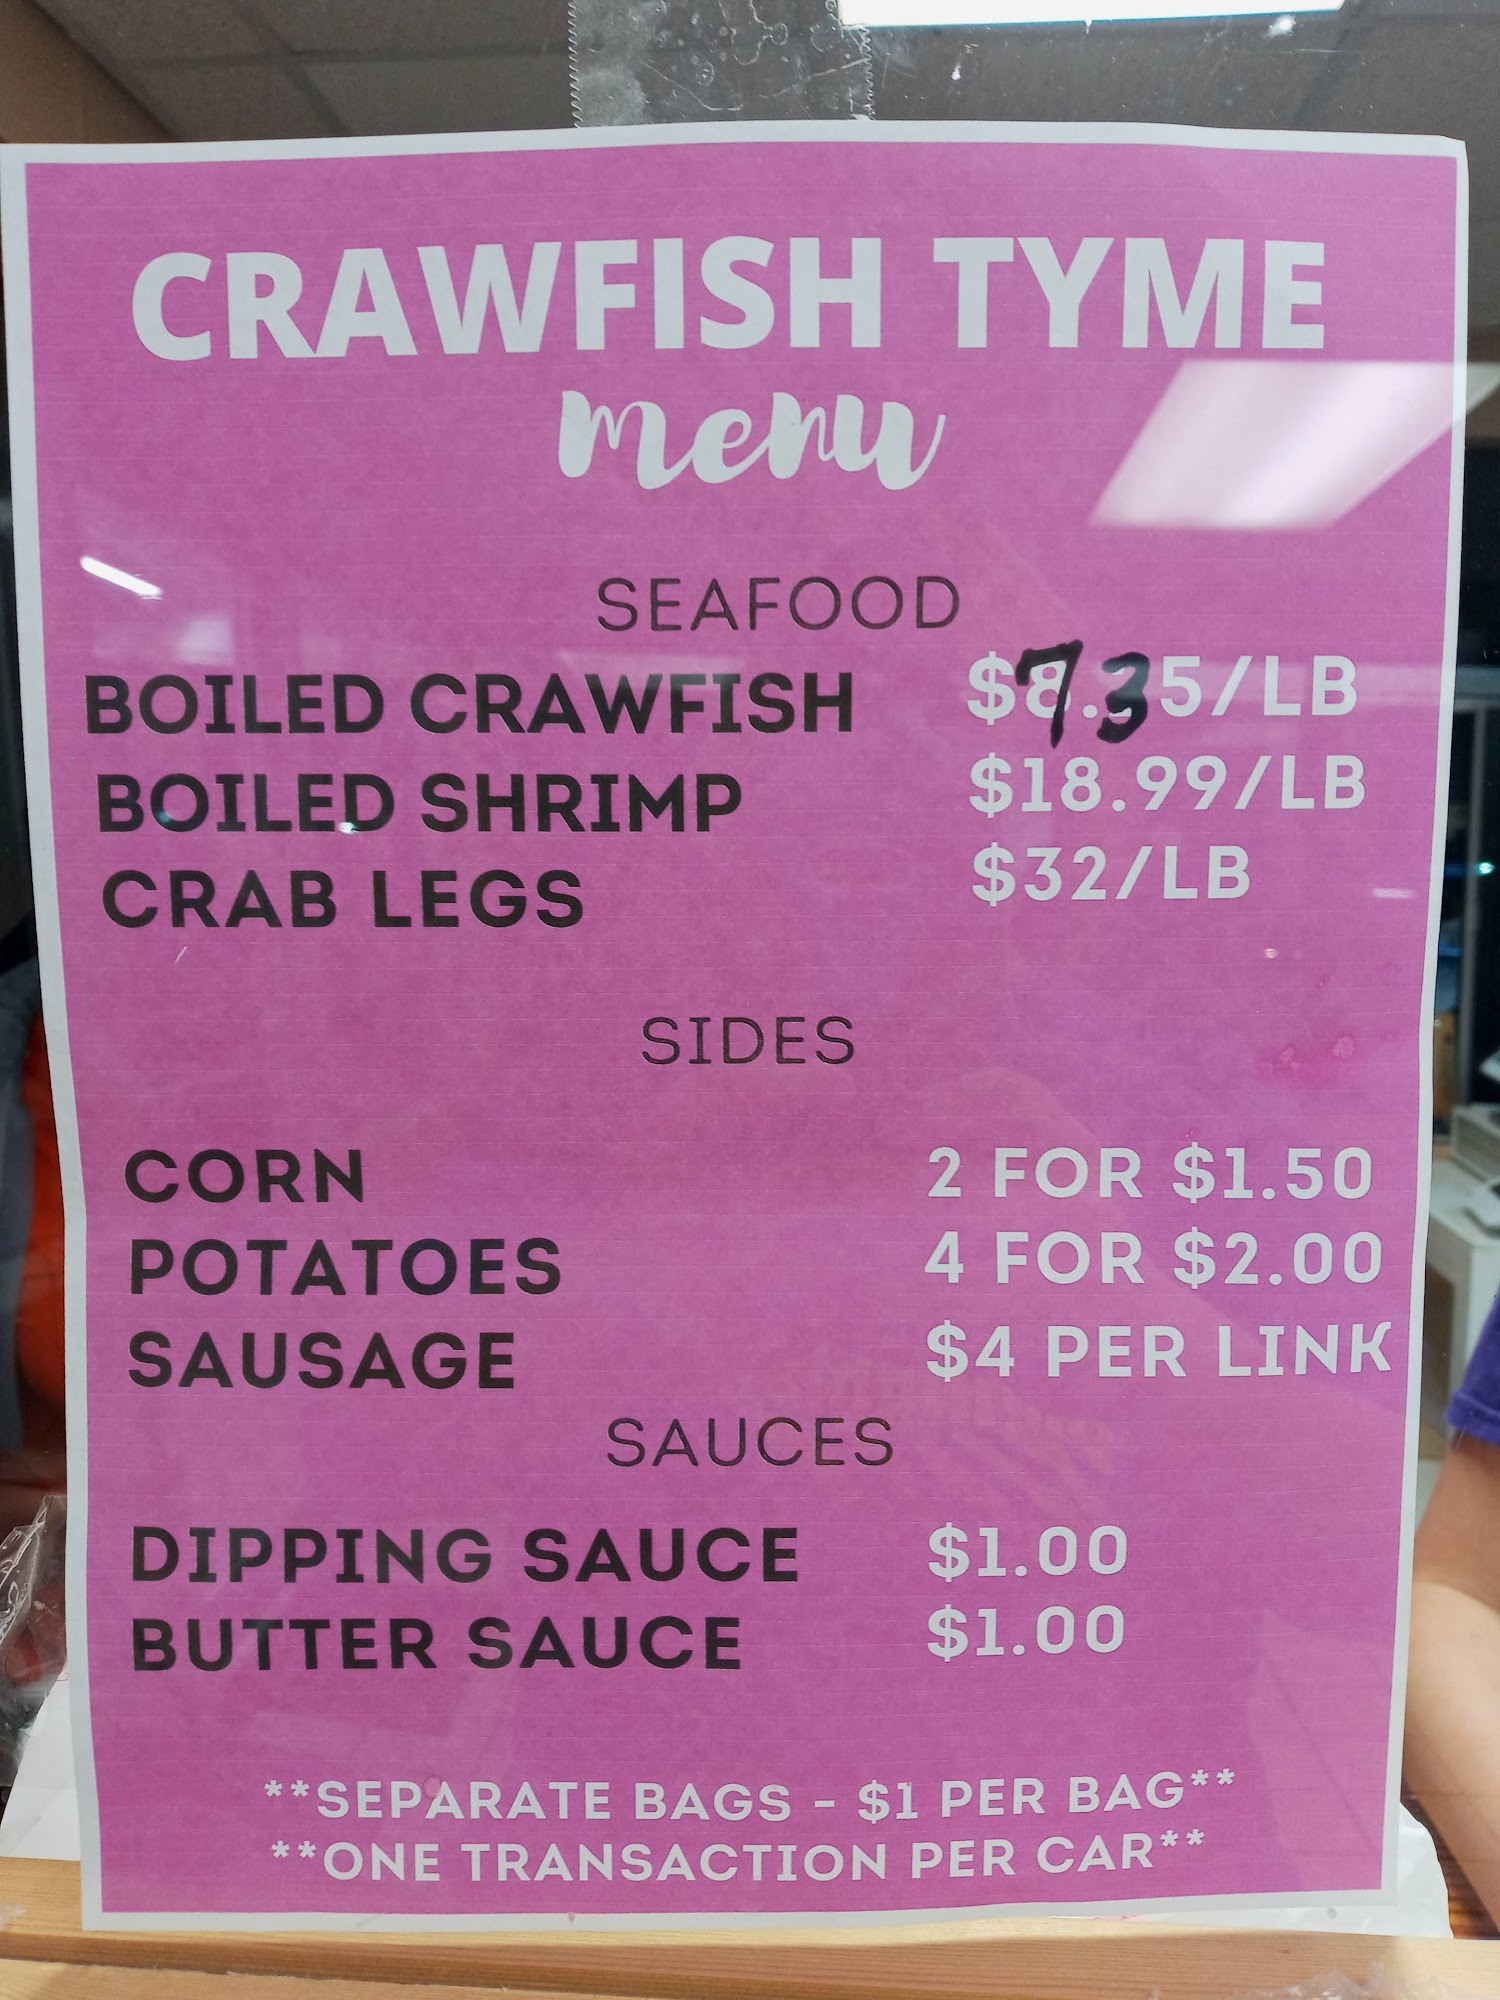 CRAWFISH TYME
menu
SEAFOOD
BOILED CRAWFISH $7.35/LB
BOILED SHRIMP $18.99/LB
CRAB LEGS $32/LB
SIDES
CORN 2 FOR $1.50
POTATOES 4 FOR $2.00
SAUSAGE $4 PER LINK
SAUCES
DIPPING SAUCE $1.00
BUTTER SAUCE $1.00
**SEPARATE BAGS - $1 PER BAG**
**ONE TRANSACTION PER CAR**